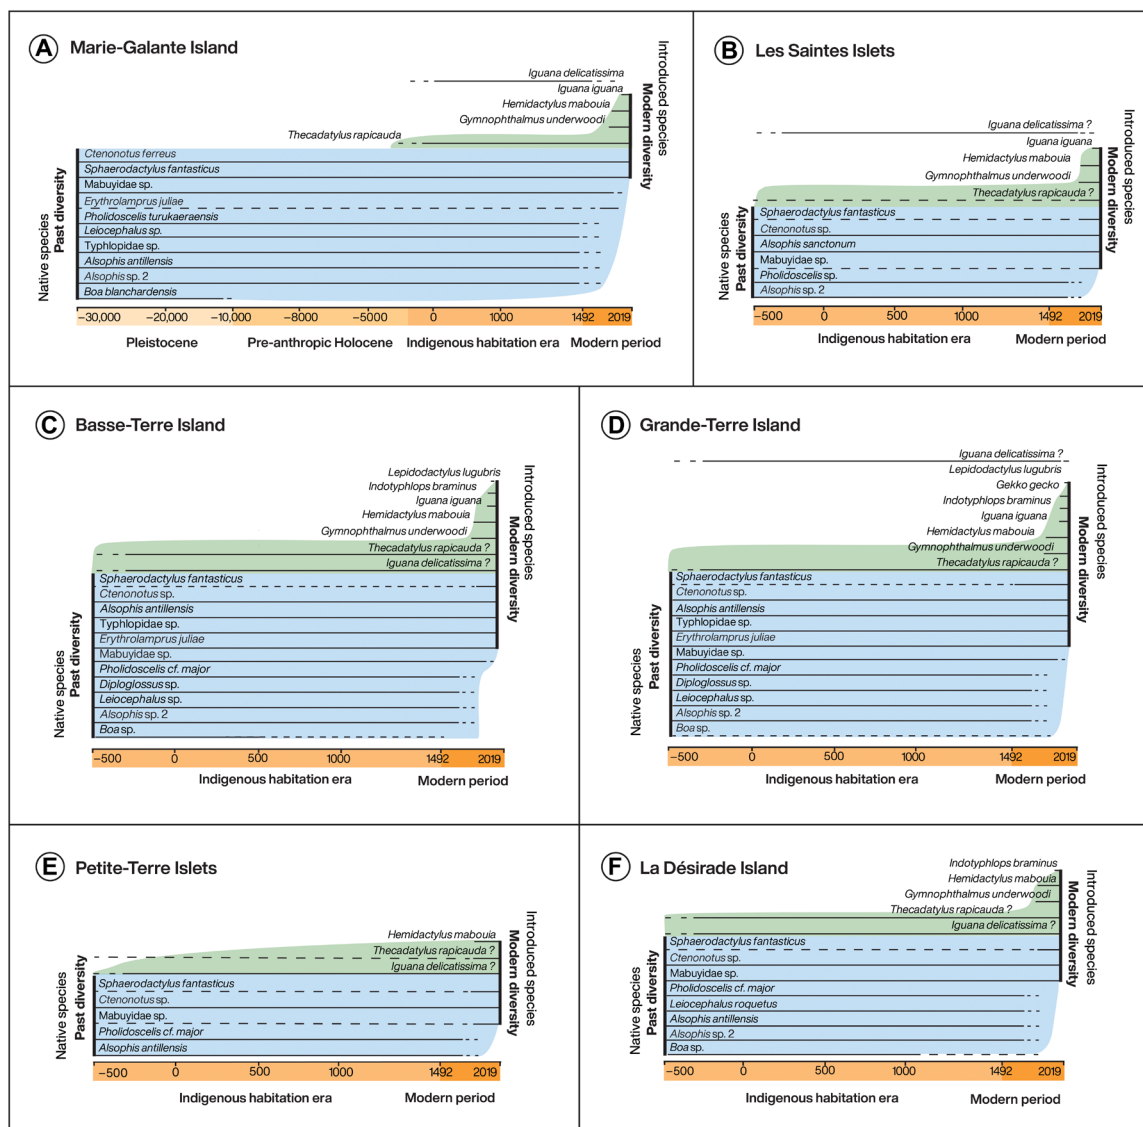 A Marie-Galante Island
Iguana delicatissima
Iguana iguana
Hemidactylus mabouia
Gymnophthalmus underwoodi
Thecadatylus rapicauda
Ctenonotus ferreus
Sphaerodactylus fantasticus
Mabuyidae sp.
Erythrolamprus juliae
Pholidoscelis turukaeraensis
Leiocephalus sp.
Typhlopidae sp.
Alsophis antillensis
Alsophis sp. 2
Boa blanchardensis
Native species
Past diversity
Introduced species
Modern diversity
−30,000 −20,000 −10,000 −8000 −5000 0 1000 1492 2019
Pleistocene Pre-anthropic Holocene Indigenous habitation era Modern period
B Les Saintes Islets
Iguana delicatissima ?
Iguana iguana
Hemidactylus mabouia
Gymnophthalmus underwoodi
Thecadatylus rapicauda ?
Sphaerodactylus fantasticus
Ctenonotus sp.
Alsophis sanctonum
Mabuyidae sp.
Pholidoscelis sp.
Alsophis sp. 2
Native species
Past diversity
Introduced species
Modern diversity
−500 0 500 1000 1492 2019
Indigenous habitation era Modern period
C Basse-Terre Island
Lepidodactylus lugubris
Indotyphlops braminus
Iguana iguana
Hemidactylus mabouia
Gymnophthalmus underwoodi
Thecadatylus rapicauda ?
Iguana delicatissima ?
Sphaerodactylus fantasticus
Ctenonotus sp.
Alsophis antillensis
Typhlopidae sp.
Erythrolamprus juliae
Mabuyidae sp.
Pholidoscelis cf. major
Diploglossus sp.
Leiocephalus sp.
Alsophis sp. 2
Boa sp.
Native species
Past diversity
Introduced species
Modern diversity
−500 0 500 1000 1492 2019
Indigenous habitation era Modern period
D Grande-Terre Island
Iguana delicatissima ?
Lepidodactylus lugubris
Gekko gecko
Indotyphlops braminus
Iguana iguana
Hemidactylus mabouia
Gymnophthalmus underwoodi
Thecadatylus rapicauda ?
Sphaerodactylus fantasticus
Ctenonotus sp.
Alsophis antillensis
Typhlopidae sp.
Erythrolamprus juliae
Mabuyidae sp.
Pholidoscelis cf. major
Diploglossus sp.
Leiocephalus sp.
Alsophis sp. 2
Boa sp.
Native species
Past diversity
Introduced species
Modern diversity
−500 0 500 1000 1492 2019
Indigenous habitation era Modern period
E Petite-Terre Islets
Hemidactylus mabouia
Thecadatylus rapicauda ?
Iguana delicatissima ?
Sphaerodactylus fantasticus
Ctenonotus sp.
Mabuyidae sp.
Pholidoscelis cf. major
Alsophis antillensis
Native species
Past diversity
Introduced species
Modern diversity
−500 0 500 1000 1492 2019
Indigenous habitation era Modern period
F La Désirade Island
Indotyphlops braminus
Hemidactylus mabouia
Gymnophthalmus underwoodi
Thecadatylus rapicauda ?
Iguana delicatissima ?
Sphaerodactylus fantasticus
Ctenonotus sp.
Mabuyidae sp.
Pholidoscelis cf. major
Leiocephalus roquetus
Alsophis antillensis
Alsophis sp. 2
Boa sp.
Native species
Past diversity
Introduced species
Modern diversity
−500 0 500 1000 1492 2019
Indigenous habitation era Modern period